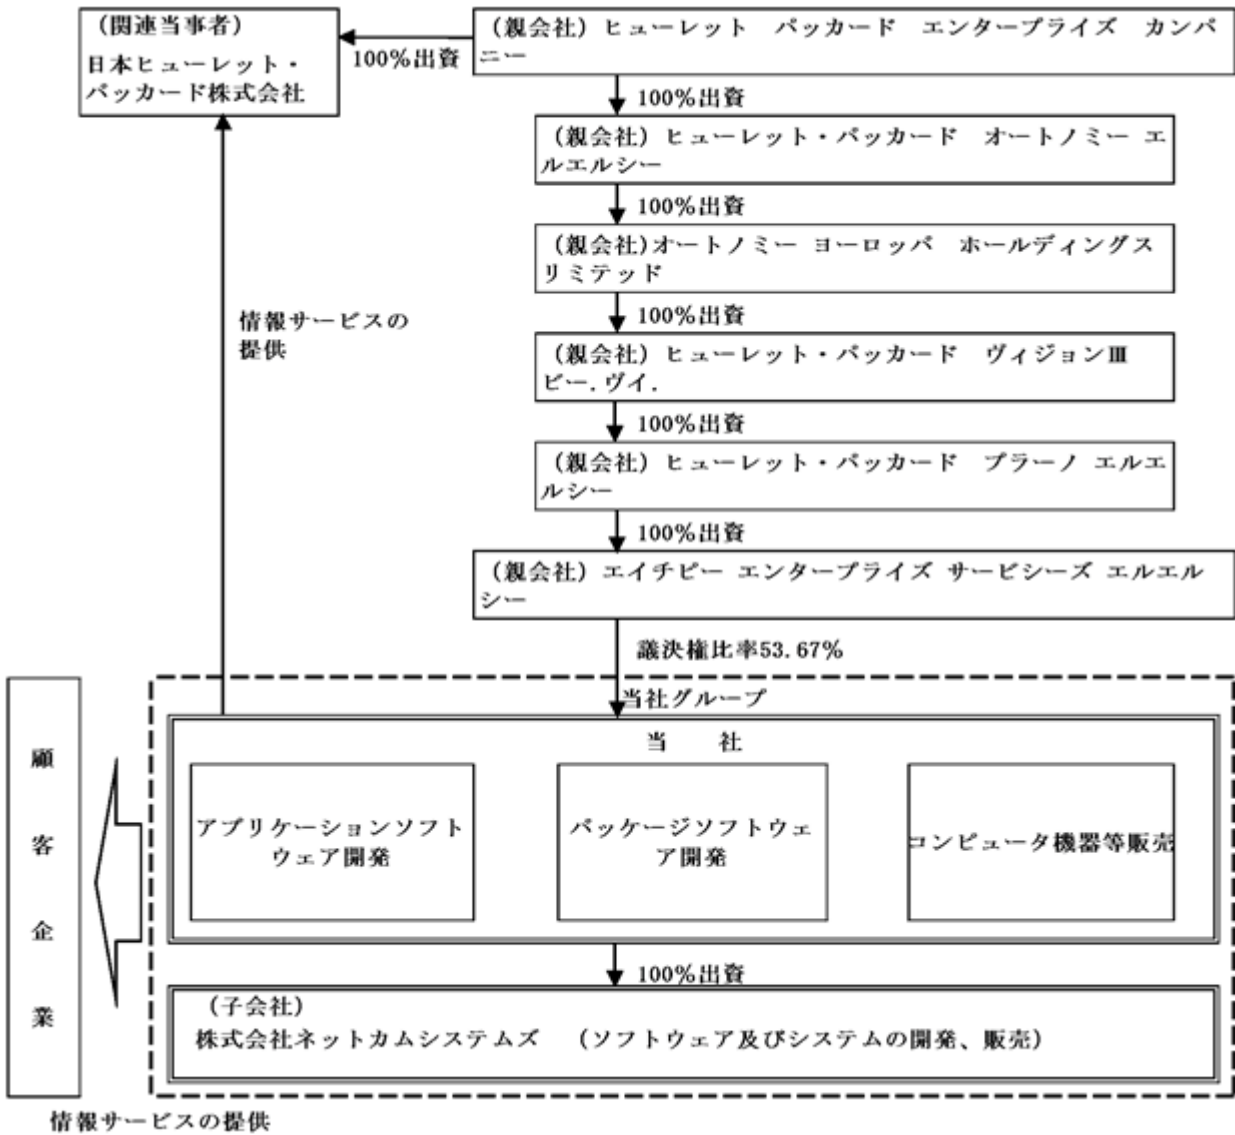 (関連当事者)
日本ヒューレット・
パッカード株式会社
100%出資
(親会社) ヒューレット　パッカード　エンタープライズ　カンパ
ニー
100%出資
(親会社) ヒューレット・パッカード　オートノミー エ
ルエルシー
100%出資
(親会社)オートノミー ヨーロッパ　ホールディングス
リミテッド
100%出資
(親会社) ヒューレット・パッカード　ヴィジョンⅢ
ビー.ヴイ.
100%出資
(親会社) ヒューレット・パッカード　プラーノ エルエ
ルシー
100%出資
(親会社) エイチピー エンタープライズ サービシーズ エルエル
シー
情報サービスの
提供
議決権比率53.67%
当社グループ
当　　社
アプリケーションソフト
ウェア開発
パッケージソフトウェ
ア開発
コンピュータ機器等販売
100%出資
(子会社)
株式会社ネットカムシステムズ　(ソフトウェア及びシステムの開発、販売)
顧
客
企
業
情報サービスの提供